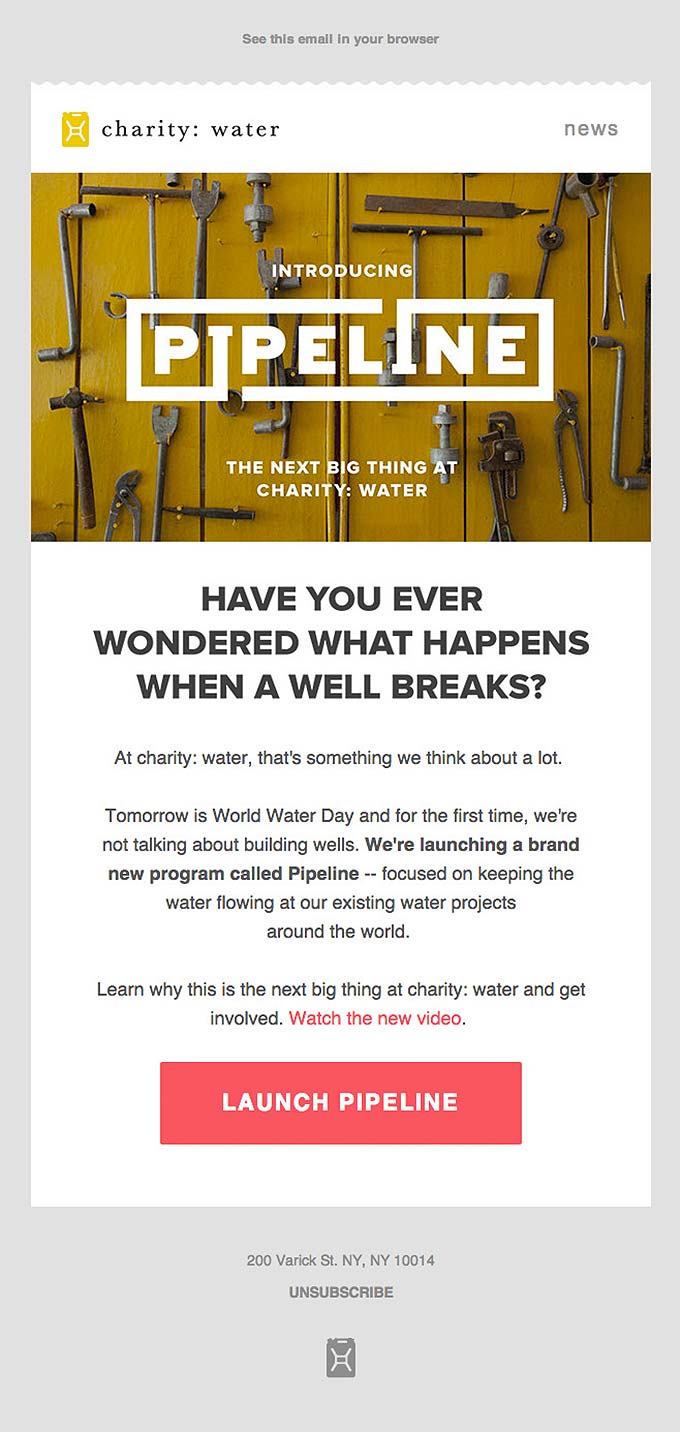 See this email in your browser
charity: water
news
INTRODUCING
PIPELINE
THE NEXT BIG THING AT
CHARITY: WATER
HAVE YOU EVER
WONDERED WHAT HAPPENS
WHEN A WELL BREAKS?
At charity: water, that's something we think about a lot.
Tomorrow is World Water Day and for the first time, we're
not talking about building wells. We're launching a brand
new program called Pipeline -- focused on keeping the
water flowing at our existing water projects
around the world.
Learn why this is the next big thing at charity: water and get
involved. Watch the new video.
LAUNCH PIPELINE
200 Varick St. NY, NY 10014
UNSUBSCRIBE